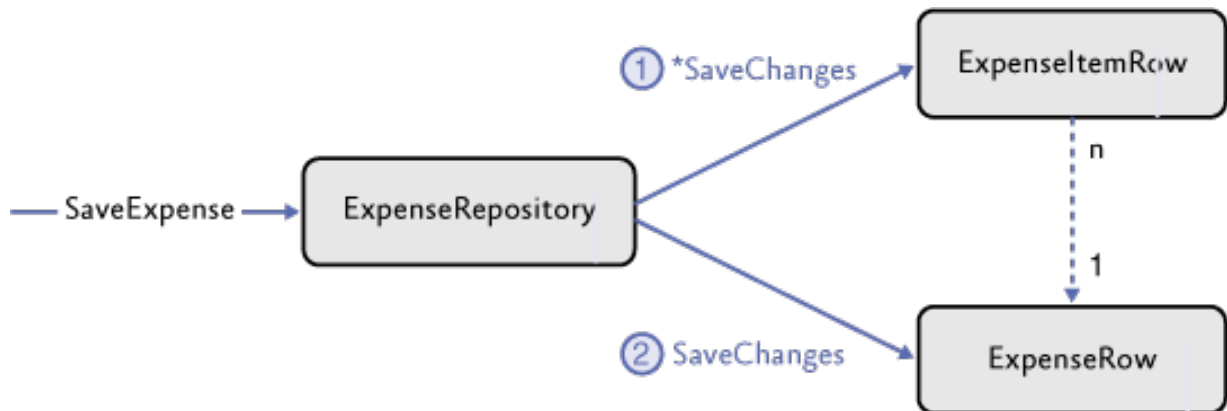 ExpenseItemRow
1 *SaveChanges
n
SaveExpense
ExpenseRepository
1
2 SaveChanges
ExpenseRow